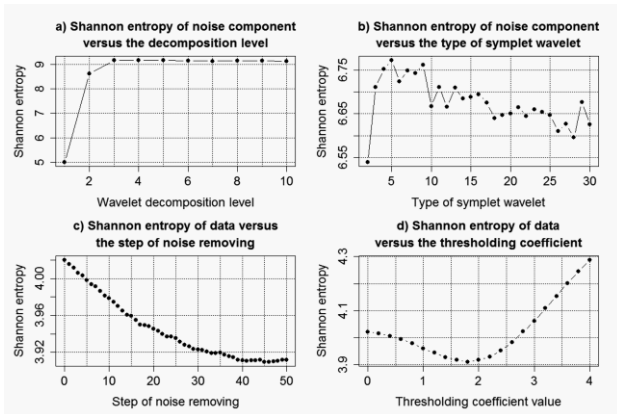 a) Shannon entropy of noise component
versus the decomposition level
Shannon entropy
9
8
7
6
5
2
4
6
8
10
Wavelet decomposition level
b) Shannon entropy of noise component
versus the type of symplet wavelet
Shannon entropy
6.75
6.65
6.55
5
10
15
20
25
30
Type of symplet wavelet
c) Shannon entropy of data versus
the step of noise removing
Shannon entropy
4.00
3.96
3.92
0
10
20
30
40
50
Step of noise removing
d) Shannon entropy of data
versus the thresholding coefficient
Shannon entropy
4.3
4.1
3.9
0
1
2
3
4
Thresholding coefficient value